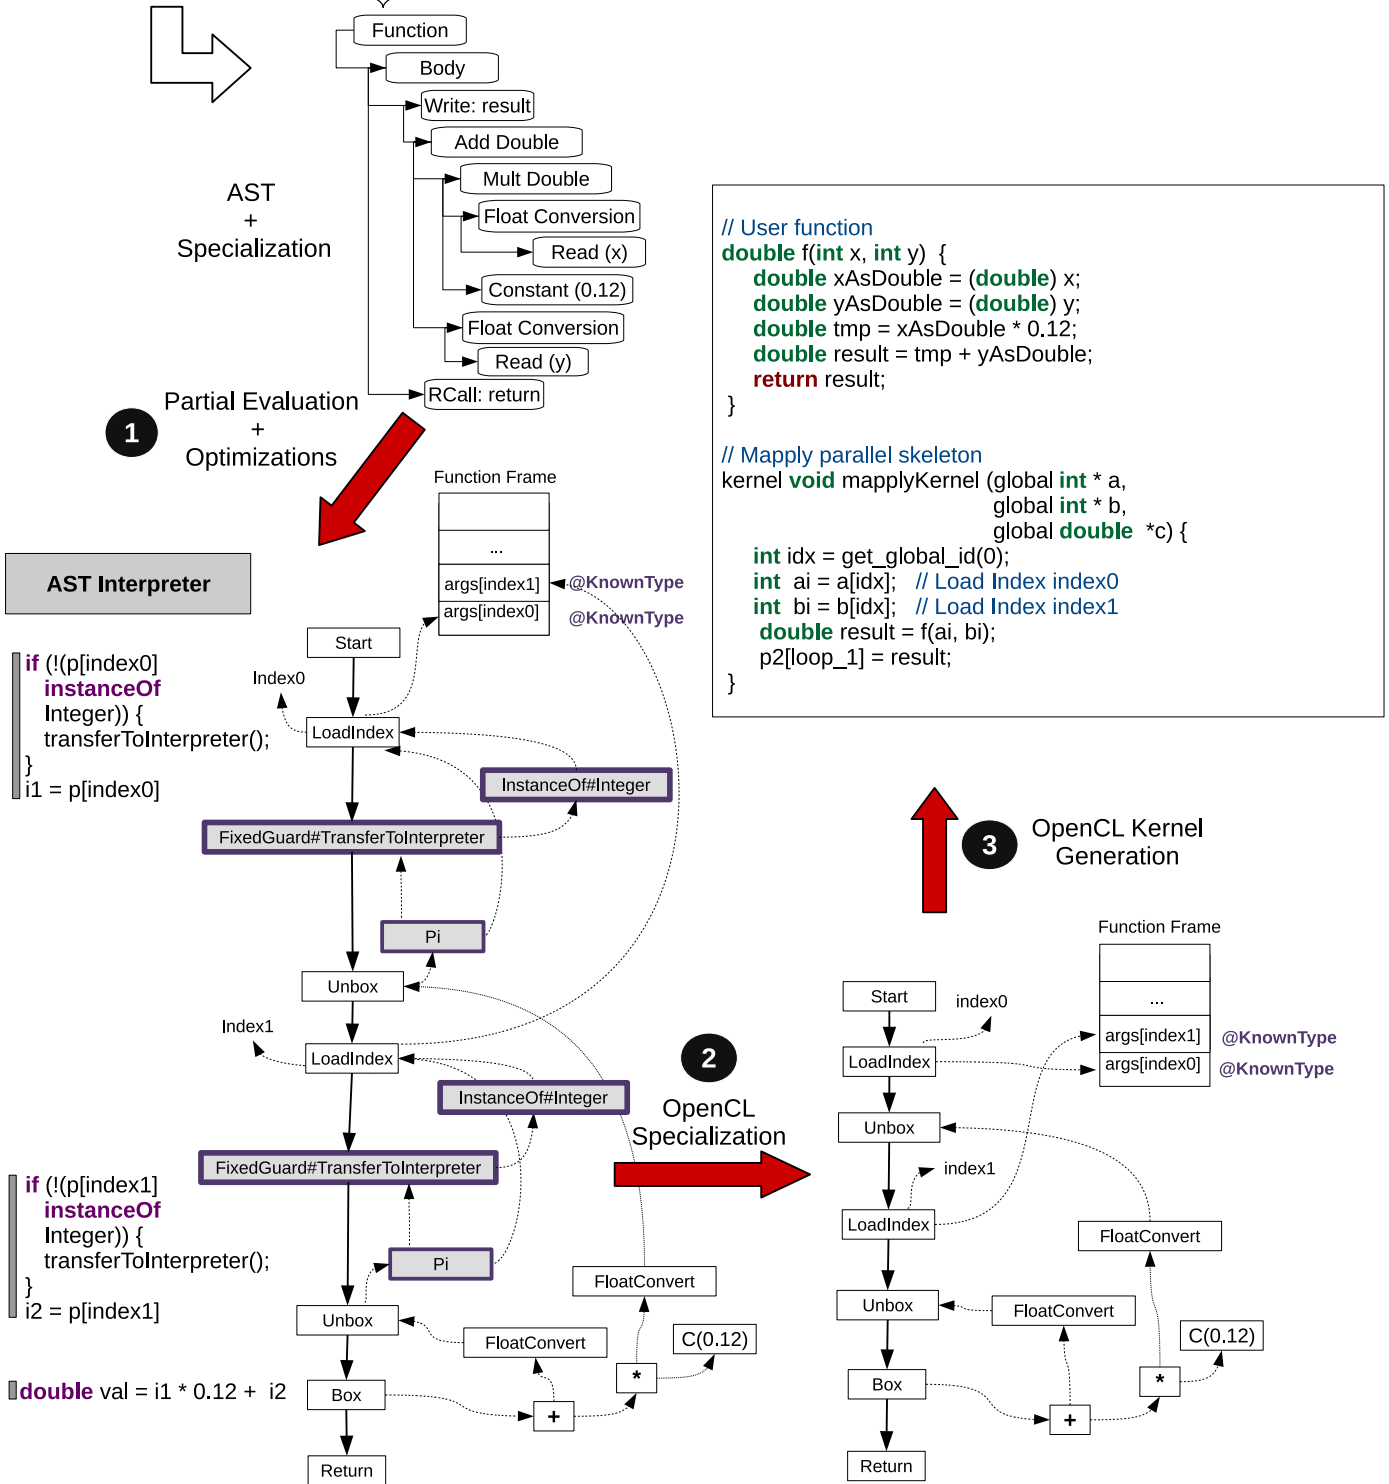 Function
Body
Write: result
Add Double
Mult Double
Float Conversion
Read (x)
Constant (0.12)
Float Conversion
Read (y)
RCall: return
AST
+
Specialization
1
Partial Evaluation
+
Optimizations
// User function
double f(int x, int y) {
double xAsDouble = (double) x;
double yAsDouble = (double) y;
double tmp = xAsDouble * 0.12;
double result = tmp + yAsDouble;
return result;
}
// Mapply parallel skeleton
kernel void mapplyKernel (global int * a,
global int * b,
global double *c) {
int idx = get_global_id(0);
int ai = a[idx]; // Load Index index0
int bi = b[idx]; // Load Index index1
double result = f(ai, bi);
p2[loop_1] = result;
}
Function Frame
...
args[index1] @KnownType
args[index0] @KnownType
AST Interpreter
if (!(p[index0]
instanceOf
Integer)) {
transferToInterpreter();
}
i1 = p[index0]
Start
Index0
LoadIndex
InstanceOf#Integer
FixedGuard#TransferToInterpreter
Pi
Unbox
Index1
LoadIndex
InstanceOf#Integer
FixedGuard#TransferToInterpreter
if (!(p[index1]
instanceOf
Integer)) {
transferToInterpreter();
}
i2 = p[index1]
Pi
FloatConvert
Unbox
FloatConvert
C(0.12)
*
double val = i1 * 0.12 + i2
Box
+
Return
2
OpenCL
Specialization
3
OpenCL Kernel
Generation
Function Frame
...
args[index1] @KnownType
args[index0] @KnownType
Start
index0
LoadIndex
Unbox
index1
LoadIndex
FloatConvert
Unbox
FloatConvert
C(0.12)
*
Box
+
Return